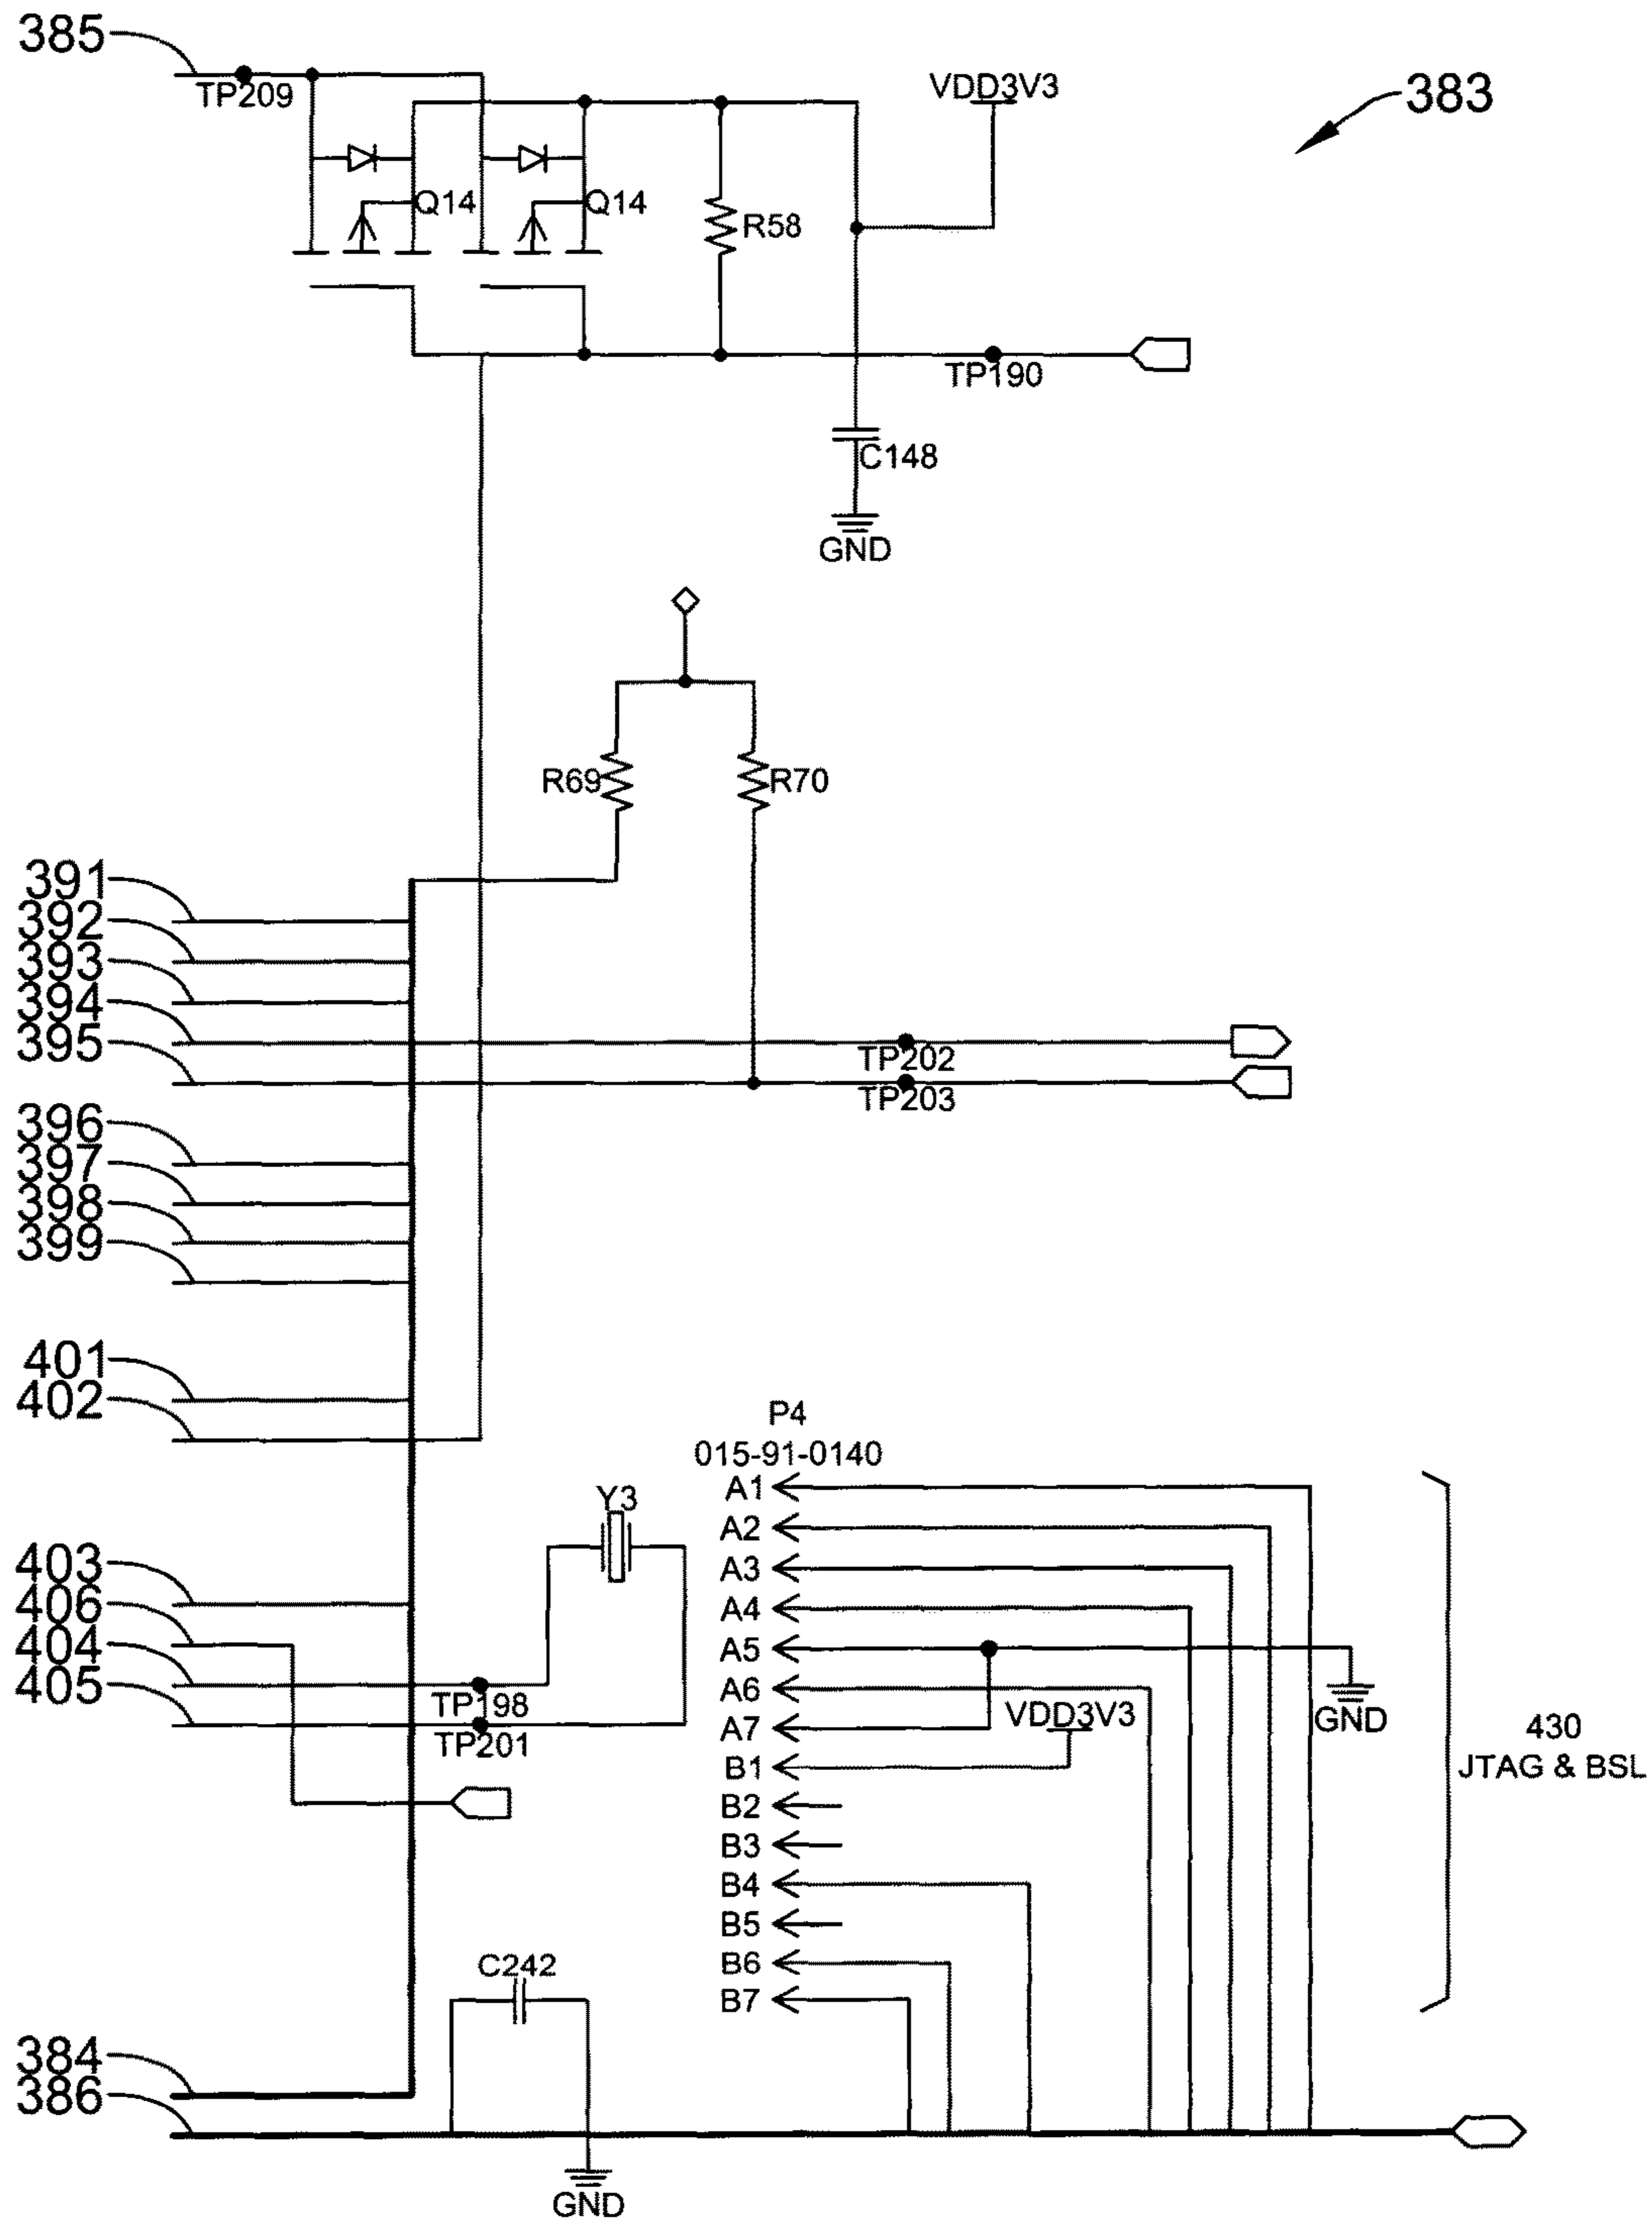 385
TP209
VDD3V3
383
Q14
Q14
R58
TP190
C148
GND
R69
R70
391
392
393
394
395
TP202
TP203
396
397
398
399
401
402
P4
015-91-0140
A1
Y3
A2
403
A3
406
A4
404
A5
405
A6
TP198
VDD3V3
GND
A7
430
TP201
JTAG & BSL
B1
B2
B3
B4
B5
C242
B6
B7
384
386
GND